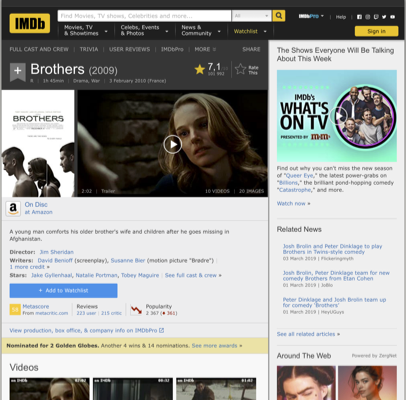 IMDb
Find Movies, TV shows, Celebrities and more...
All
IMDbPro
Help
Movies, TV
& Showtimes
Celebs, Events
& Photos
News &
Community
Watchlist
Sign in
FULL CAST AND CREW | TRIVIA | USER REVIEWS | IMDbPro | MORE
SHARE
Brothers (2009)
7,1
Rate
This
R | 1h 45min | Drama, War | 3 February 2010 (France)
BROTHERS
2:02 | Trailer
10 VIDEOS | 20 IMAGES
a
On Disc
at Amazon
A young man comforts his older brother's wife and children after he goes missing in
Afghanistan.
Director: Jim Sheridan
Writers: David Benioff (screenplay), Susanne Bier (motion picture "Brødre") |
1 more credit »
Stars: Jake Gyllenhaal, Natalie Portman, Tobey Maguire | See full cast & crew »
+ Add to Watchlist
Metascore
From metacritic.com
Reviews
223 user | 215 critic
Popularity
2 367
View production, box office, & company info on IMDbPro
Nominated for 2 Golden Globes. Another 4 wins & 14 nominations. See more awards »
Videos
The Shows Everyone Will Be Talking
About This Week
IMDb's
WHAT'S
ON TV
PRESENTED BY m&m's
Find out why you can't miss the new season
of "Queer Eye," the latest power-grabs on
"Billions," the brilliant pond-hopping comedy
"Catastrophe," and more.
Watch now »
Related News
Josh Brolin and Peter Dinklage to play
Brothers in Twins-style comedy
03 March 2019 | Flickeringmyth
Josh Brolin, Peter Dinklage team for new
comedy Brothers from Etan Cohen
01 March 2019 | JoBlo
Peter Dinklage and Josh Brolin team up
for comedy 'Brothers'
01 March 2019 | HeyUGuys
See all related articles »
Around The Web
Powered by ZergNet